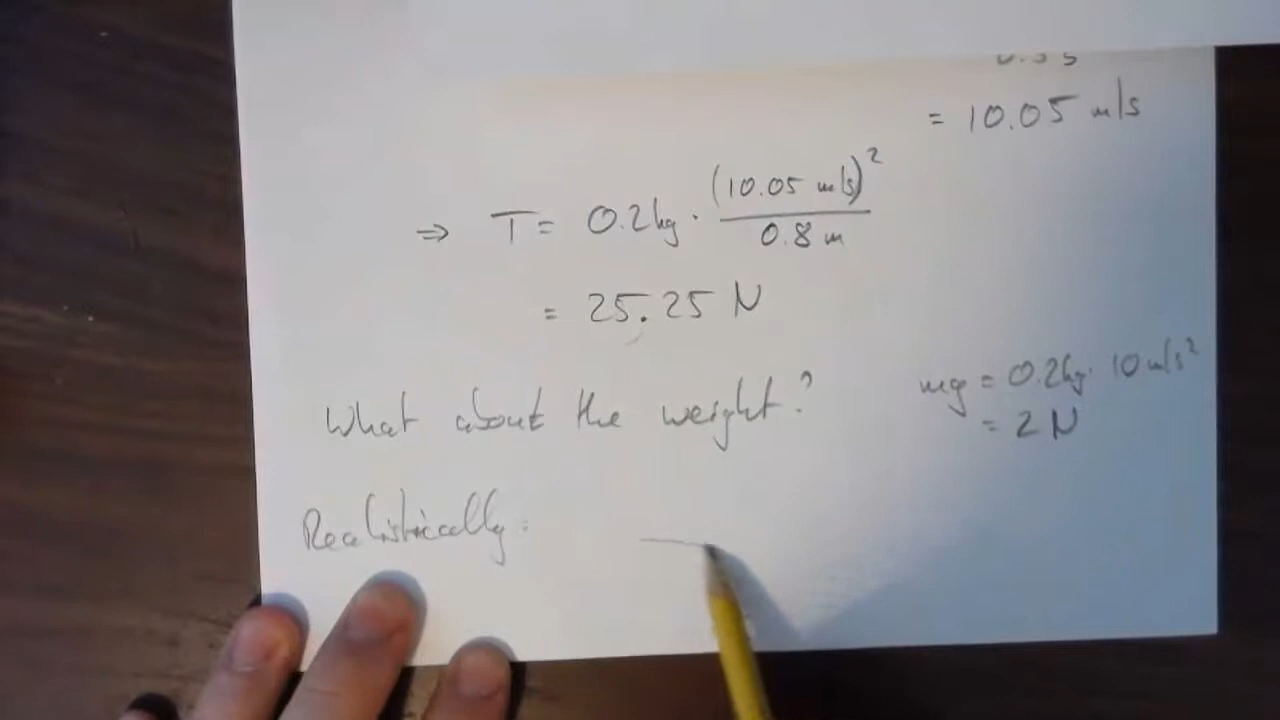 = 10.05 m/s
⇒ T = 0.2kg · (10.05 m/s)² / 0.8 m
= 25.25 N
What about the weight?
mg = 0.2kg · 10 m/s²
= 2 N
Realistically: